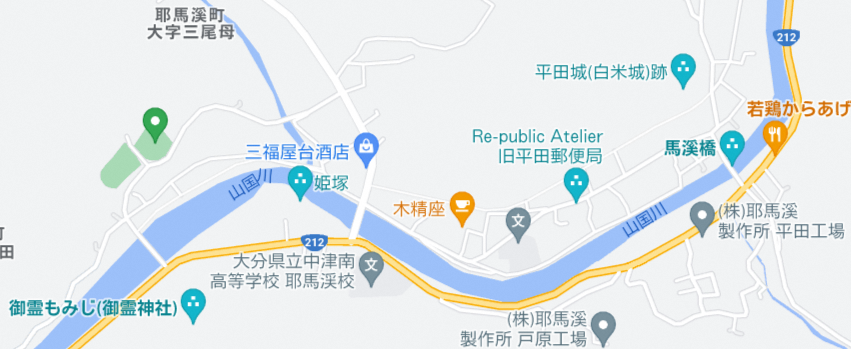 耶馬溪町
大字三尾母
212
平田城(白米城)跡
若鶏からあげ
Re-public Atelier
旧平田郵便局
馬溪橋
三福屋台酒店
姫塚
山国川
木精座
文
山国川
(株)耶馬溪
製作所 平田工場
212
大分県立中津南
高等学校 耶馬溪校
文
町
田
御霊もみじ(御霊神社)
(株)耶馬溪
製作所 戸原工場